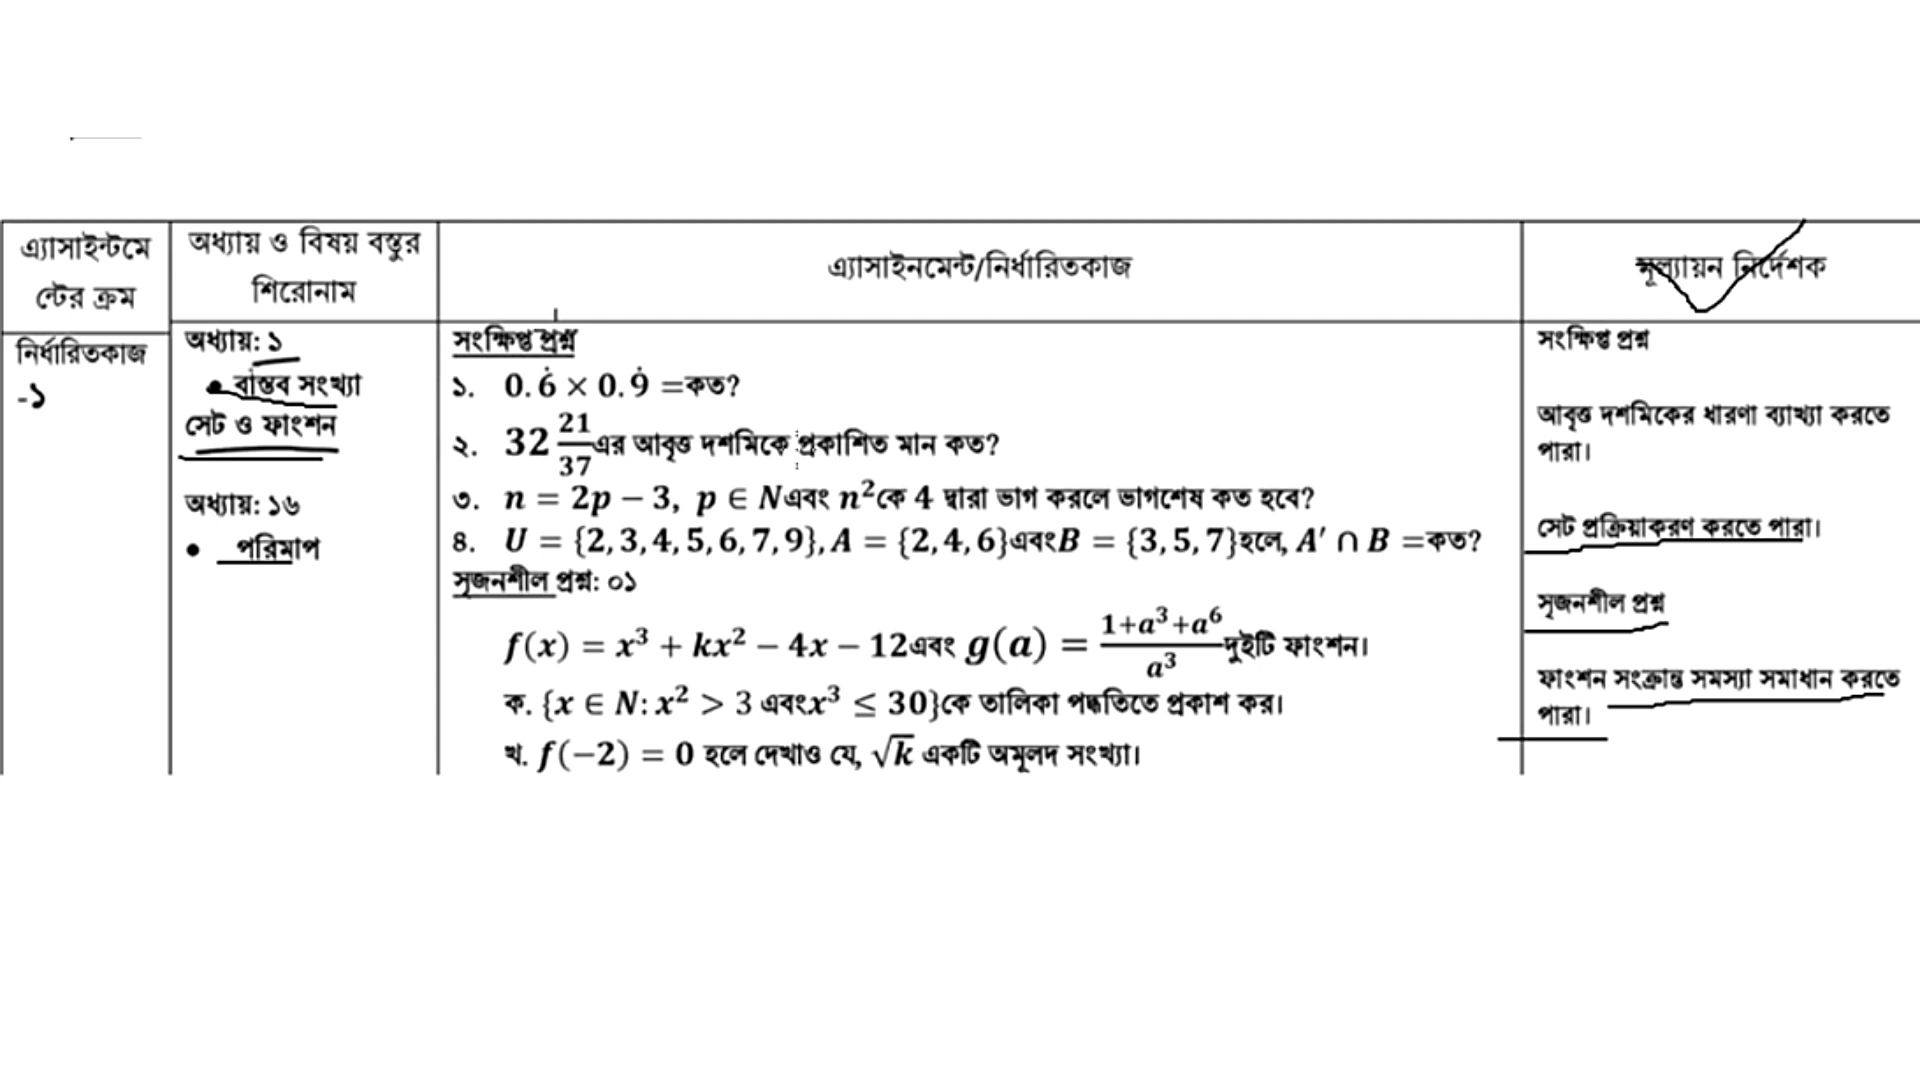 এ্যাসাইন্টমে
ন্টের ক্রম
অধ্যায় ও বিষয় বস্তুর
শিরোনাম
এ্যাসাইনমেন্ট/নির্ধারিতকাজ
মূল্যায়ন নির্দেশক
নির্ধারিতকাজ
-১
অধ্যায়: ১
• বাস্তব সংখ্যা
সেট ও ফাংশন
অধ্যায়: ১৬
• পরিমাপ
সংক্ষিপ্ত প্রশ্ন
১. 0.6̇ × 0.9̇ =কত?
২. 32 21/37 এর আবৃত্ত দশমিকে প্রকাশিত মান কত?
৩. n = 2p − 3, p ∈ N এবং n² কে 4 দ্বারা ভাগ করলে ভাগশেষ কত হবে?
৪. U = {2, 3, 4, 5, 6, 7, 9}, A = {2, 4, 6}এবং B = {3, 5, 7}হলে, A′ ∩ B =কত?
সৃজনশীল প্রশ্ন: ০১
f(x) = x³ + kx² − 4x − 12এবং g(a) = (1+a³+a⁶)/a³ দুইটি ফাংশন।
ক. {x ∈ N: x² > 3 এবংx³ ≤ 30}কে তালিকা পদ্ধতিতে প্রকাশ কর।
খ. f(−2) = 0 হলে দেখাও যে, √k একটি অমূলদ সংখ্যা।
সংক্ষিপ্ত প্রশ্ন
আবৃত্ত দশমিকের ধারণা ব্যাখ্যা করতে
পারা।
সেট প্রক্রিয়াকরণ করতে পারা।
সৃজনশীল প্রশ্ন
ফাংশন সংক্রান্ত সমস্যা সমাধান করতে
পারা।